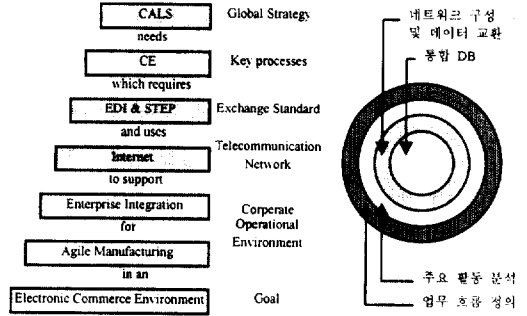 CALS
Global Strategy
needs
CE
Key processes
which requires
EDI & STEP
Exchange Standard
and uses
Internet
Telecommunication
Network
to support
Enterprise Integration
for
Corperate
Operational
Environment
Agile Manufacturing
in an
Electronic Commerce Environment
Goal
네트워크 구성
및 데이터 교환
통합 DB
주요 활동 분석
업무 흐름 정의